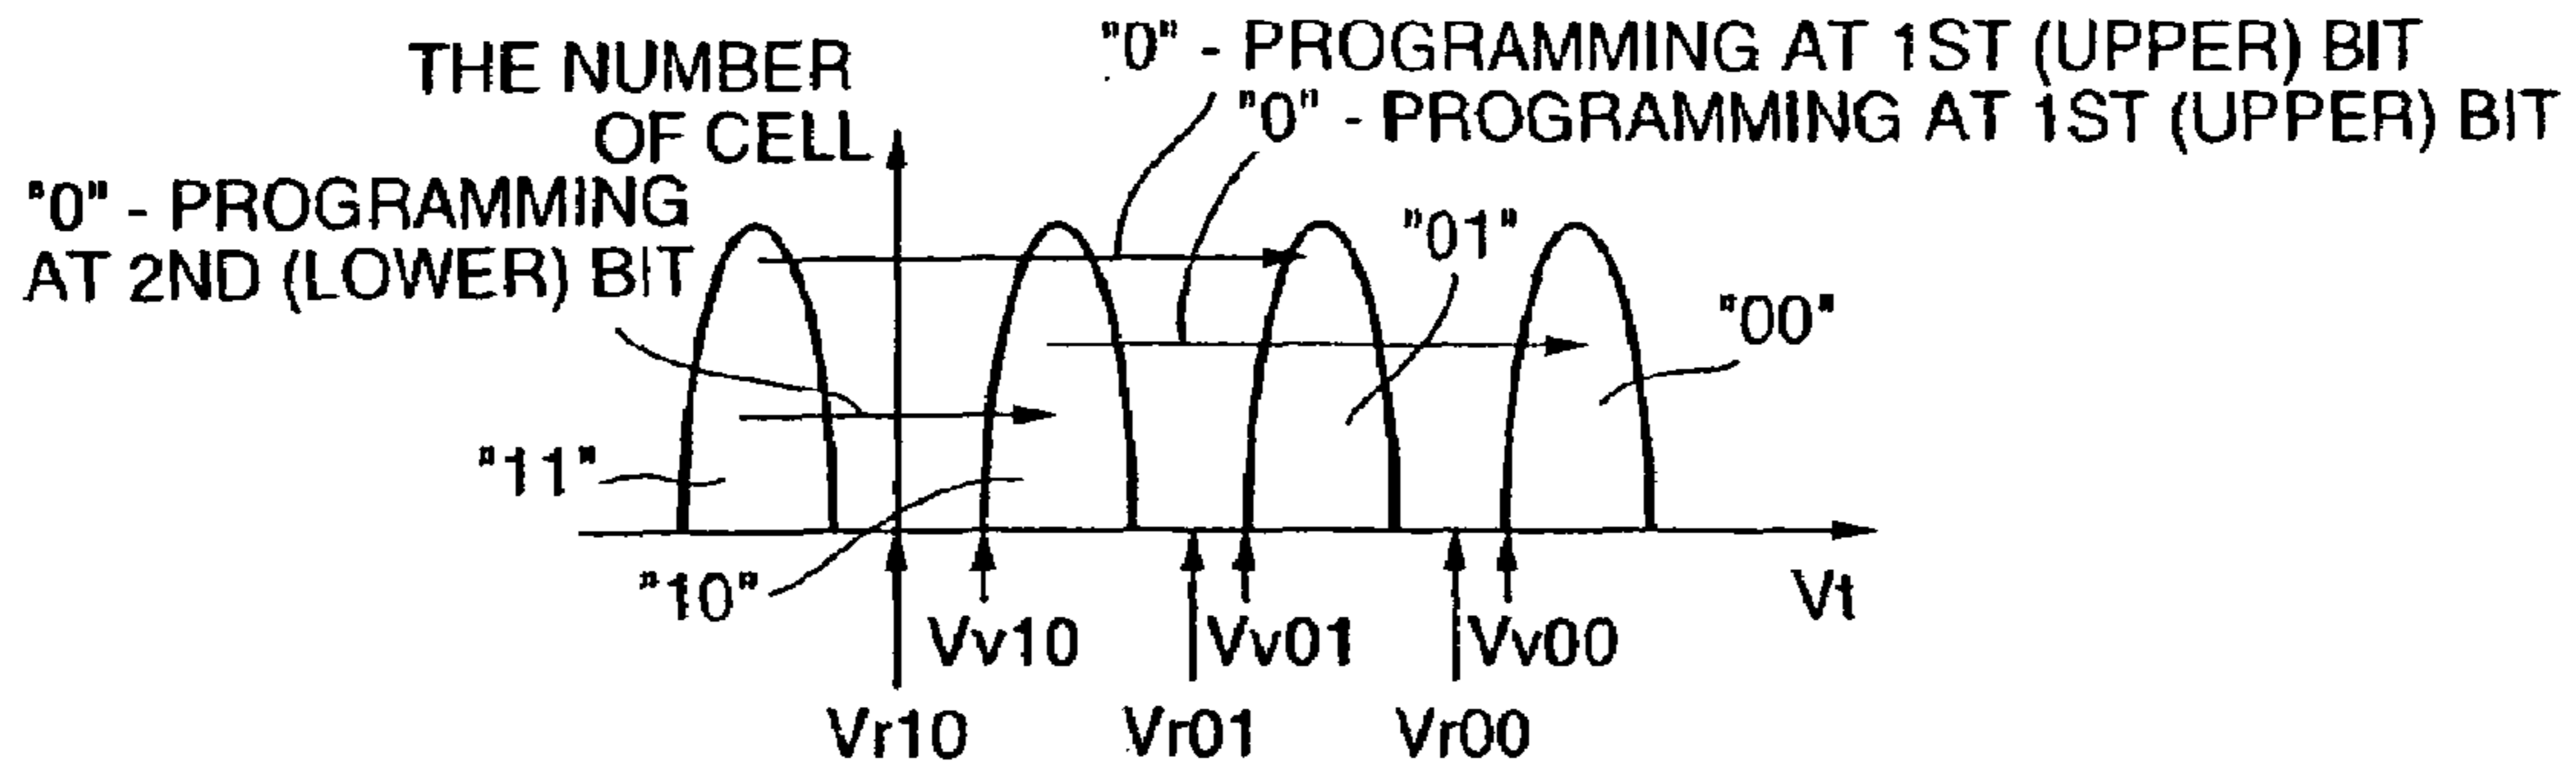 "0" - PROGRAMMING AT 1ST (UPPER) BIT
"0" - PROGRAMMING AT 1ST (UPPER) BIT
THE NUMBER
OF CELL
"0" - PROGRAMMING
AT 2ND (LOWER) BIT
"01"
"00"
"11"
"10"
Vt
Vv10
Vv01
Vv00
Vr10
Vr01
Vr00